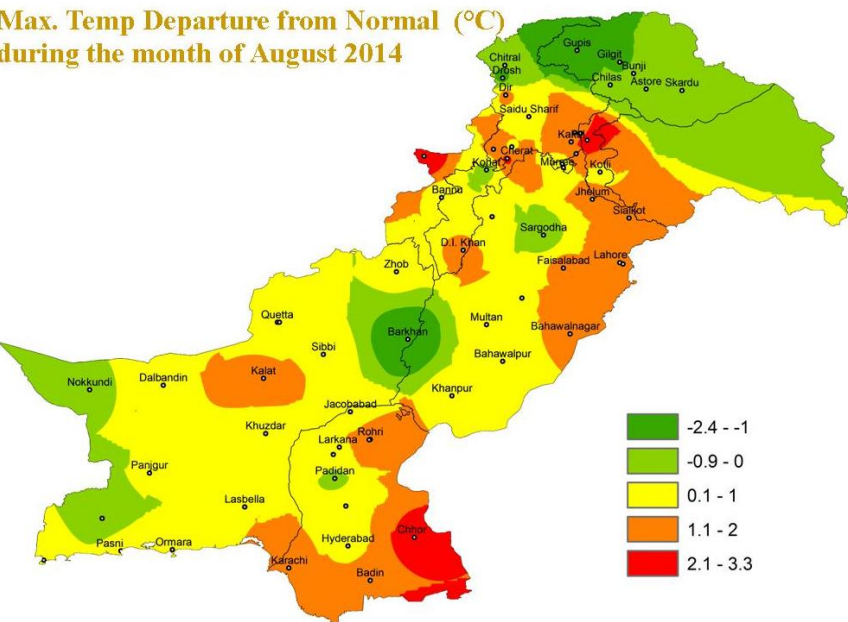 Max. Temp Departure from Normal (°C)
during the month of August 2014
Gupis
Gilgit
Chitral
Bunji
Drosh
Chilas
Astore
Skardu
Dir
Saidu Sharif
Cherat
Kohat
Kotli
Bannu
Jhelum
Sialkot
Sargodha
D.I. Khan
Lahore
Faisalabad
Zhob
Quetta
Multan
Bahawalnagar
Barkhan
Sibbi
Bahawalpur
Kalat
Nokkundi
Dalbandin
Khanpur
Jacobabad
Khuzdar
Rohri
Larkana
Panjgur
Padidan
Lasbella
Chhor
Pasni
Ormara
Hyderabad
Karachi
Badin
-2.4 - -1
-0.9 - 0
0.1 - 1
1.1 - 2
2.1 - 3.3